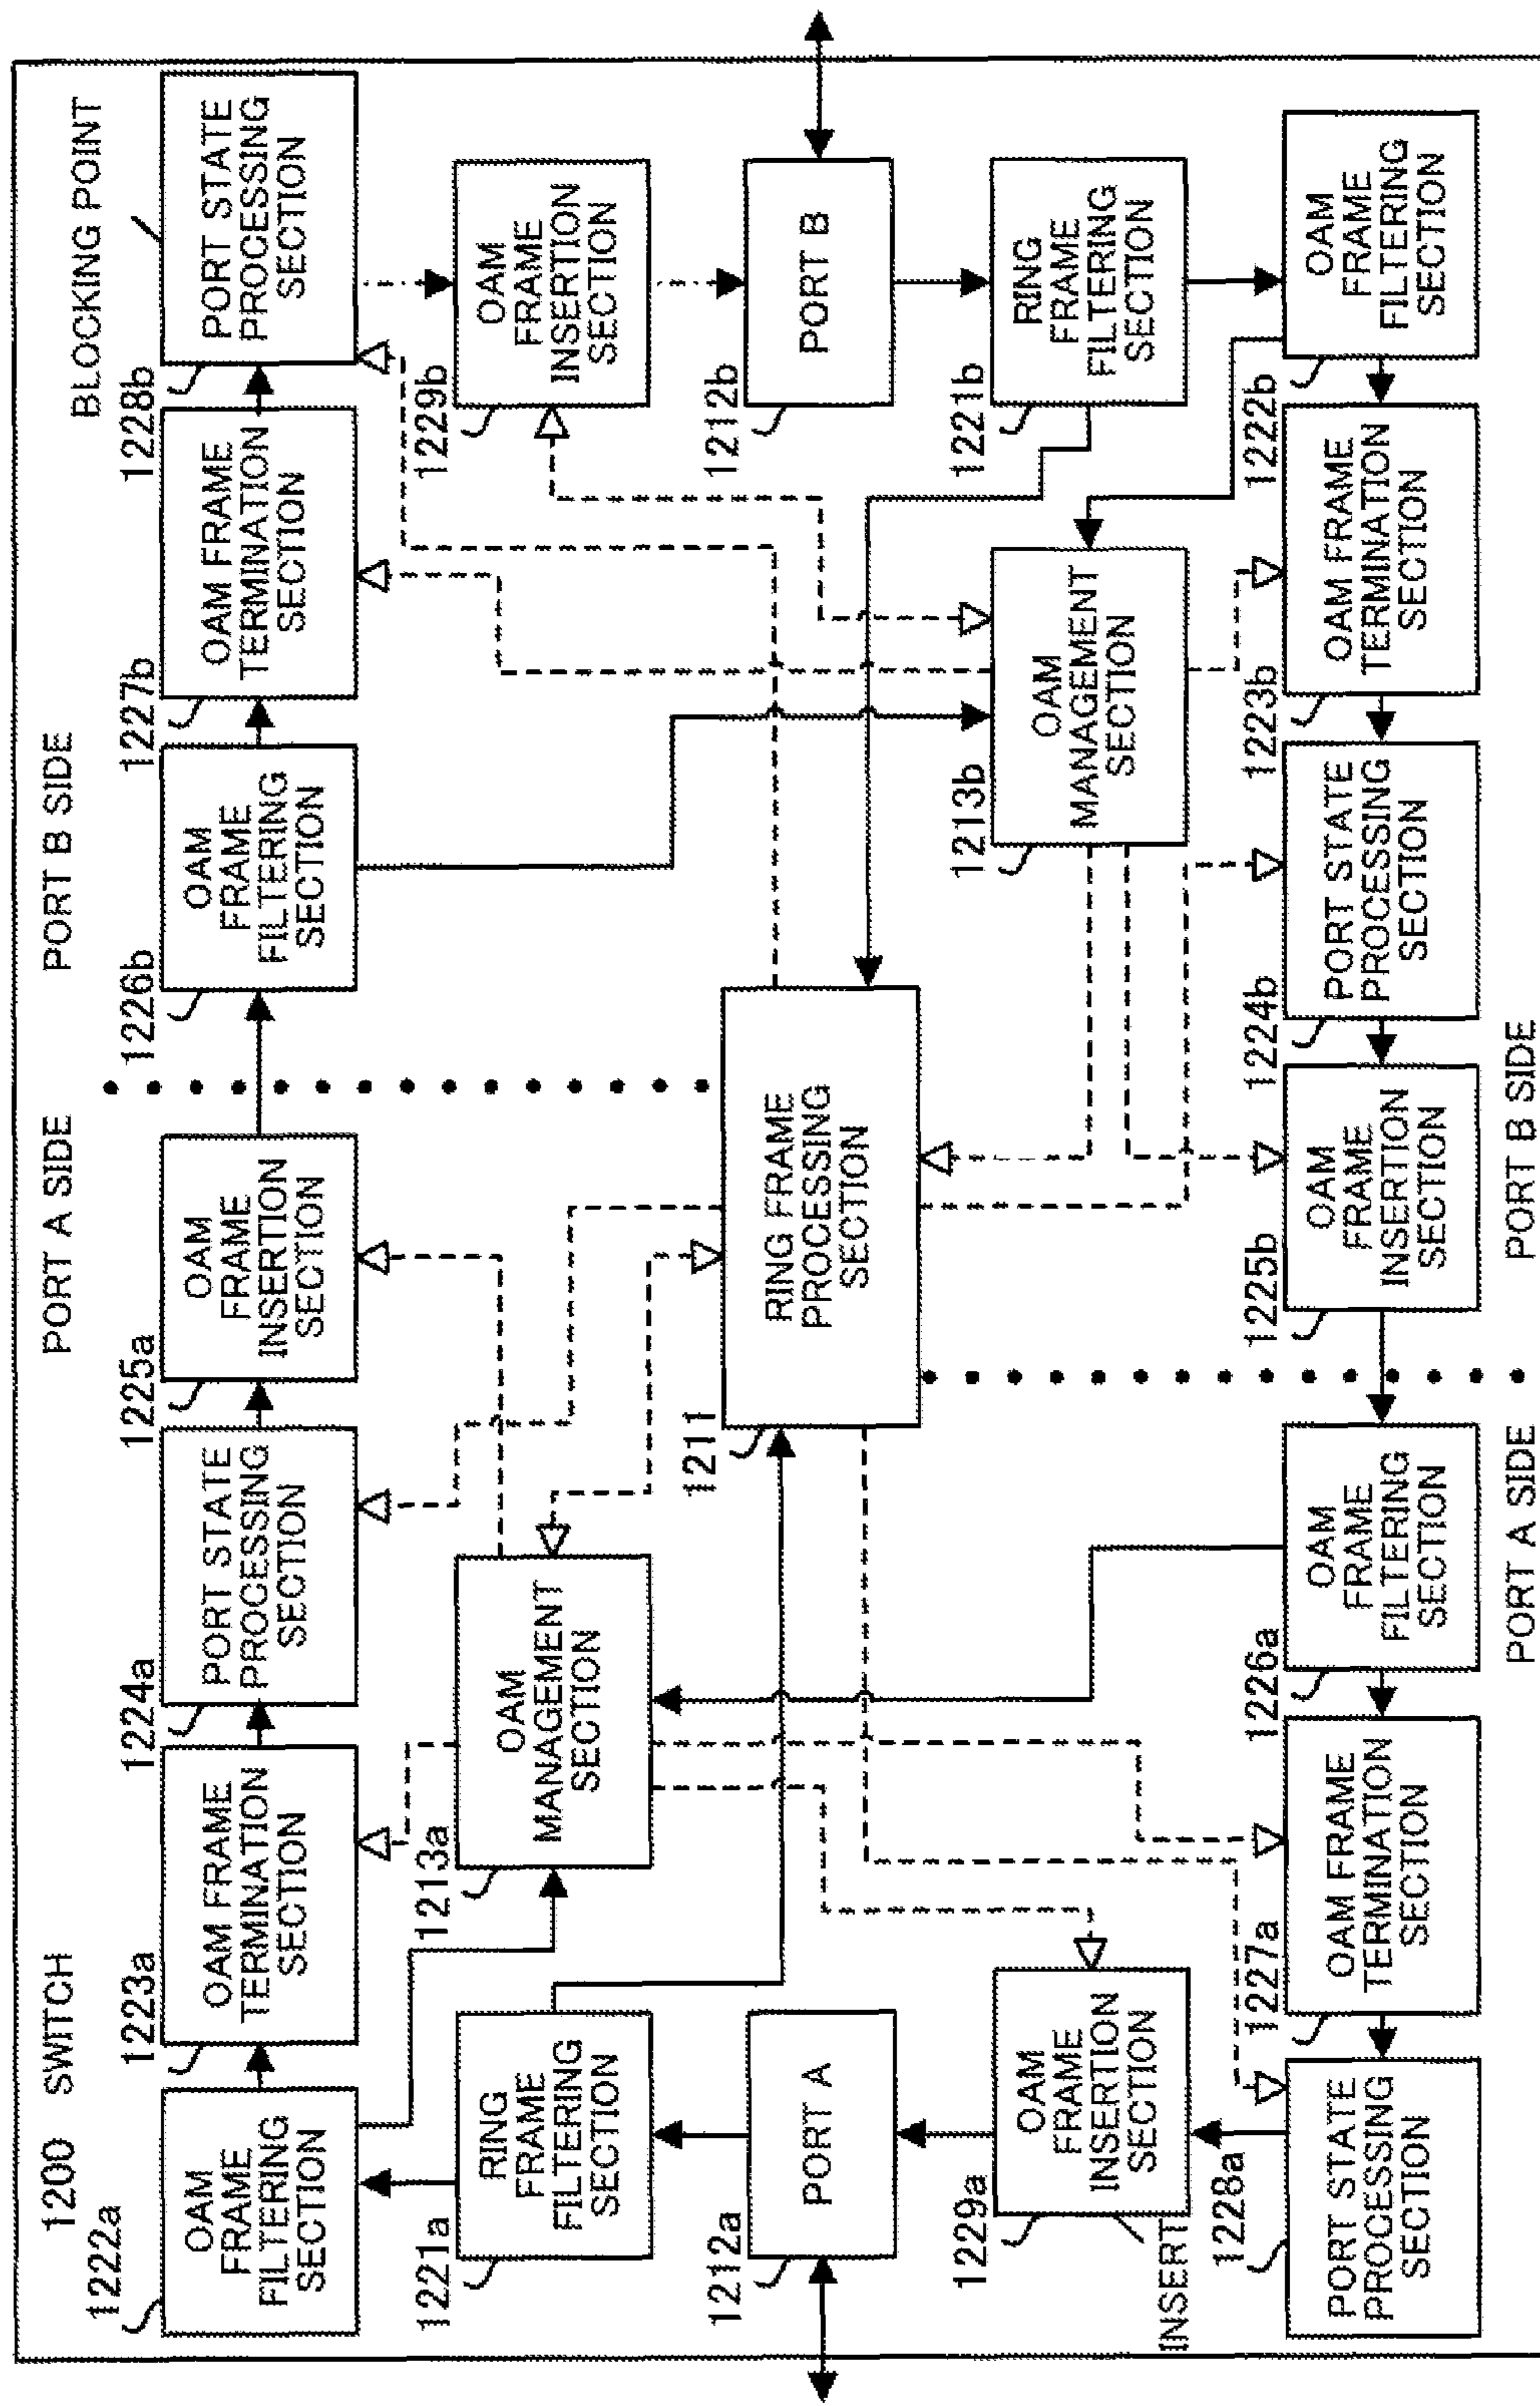 1200 SWITCH
PORT A SIDE
PORT B SIDE
BLOCKING POINT
1222a
OAM
FRAME
FILTERING
SECTION
1223a
OAM FRAME
TERMINATION
SECTION
1224a
PORT STATE
PROCESSING
SECTION
1225a
OAM
FRAME
INSERTION
SECTION
1226b
OAM
FRAME
FILTERING
SECTION
1227b
OAM FRAME
TERMINATION
SECTION
1228b
PORT STATE
PROCESSING
SECTION
1221a
RING
FRAME
FILTERING
SECTION
1213a
OAM
MANAGEMENT
SECTION
1229b
OAM
FRAME
INSERTION
SECTION
1212a
PORT A
1211
RING FRAME
PROCESSING
SECTION
1212b
PORT B
1229a
OAM
FRAME
INSERTION
SECTION
INSERT
1213b
OAM
MANAGEMENT
SECTION
1221b
RING
FRAME
FILTERING
SECTION
1228a
PORT STATE
PROCESSING
SECTION
1227a
OAM FRAME
TERMINATION
SECTION
1226a
OAM
FRAME
FILTERING
SECTION
1225b
OAM
FRAME
INSERTION
SECTION
1224b
PORT STATE
PROCESSING
SECTION
1223b
OAM FRAME
TERMINATION
SECTION
1222b
OAM
FRAME
FILTERING
SECTION
PORT A SIDE
PORT B SIDE